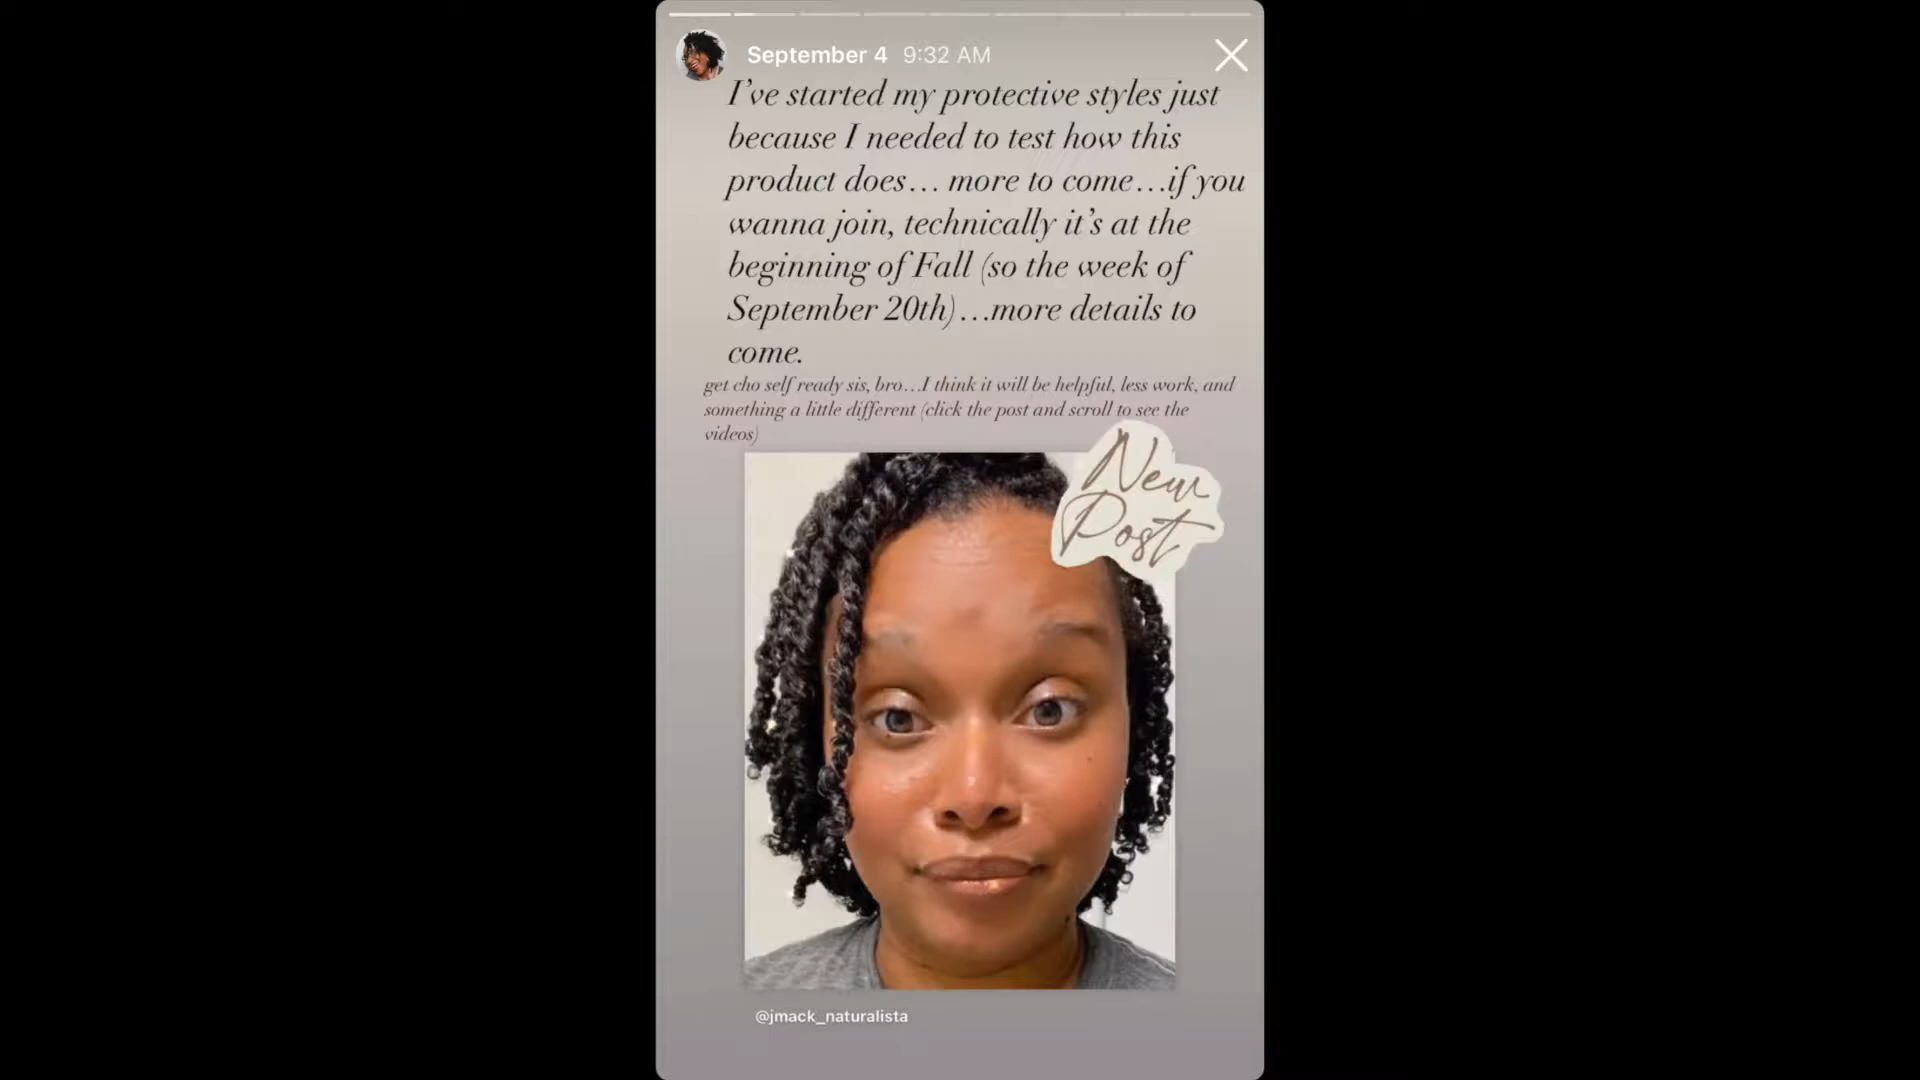 September 4 9:32 AM
I've started my protective styles just
because I needed to test how this
product does... more to come...if you
wanna join, technically it's at the
beginning of Fall (so the week of
September 20th)...more details to
come.
get cho self ready sis, bro...I think it will be helpful, less work, and
something a little different (click the post and scroll to see the
videos)
New
Post
@jmack_naturalista